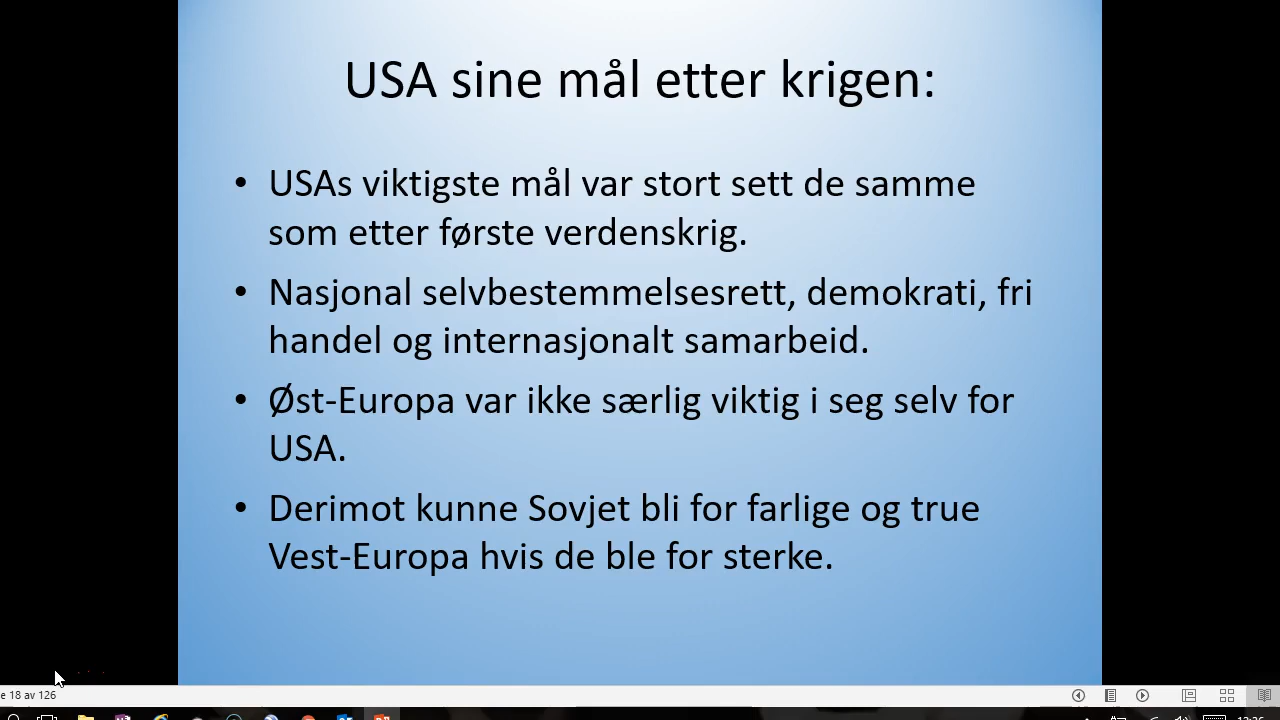 USA sine mål etter krigen:
• USAs viktigste mål var stort sett de samme
som etter første verdenskrig.
• Nasjonal selvbestemmelsesrett, demokrati, fri
handel og internasjonalt samarbeid.
• Øst-Europa var ikke særlig viktig i seg selv for
USA.
• Derimot kunne Sovjet bli for farlige og true
Vest-Europa hvis de ble for sterke.
e 18 av 126